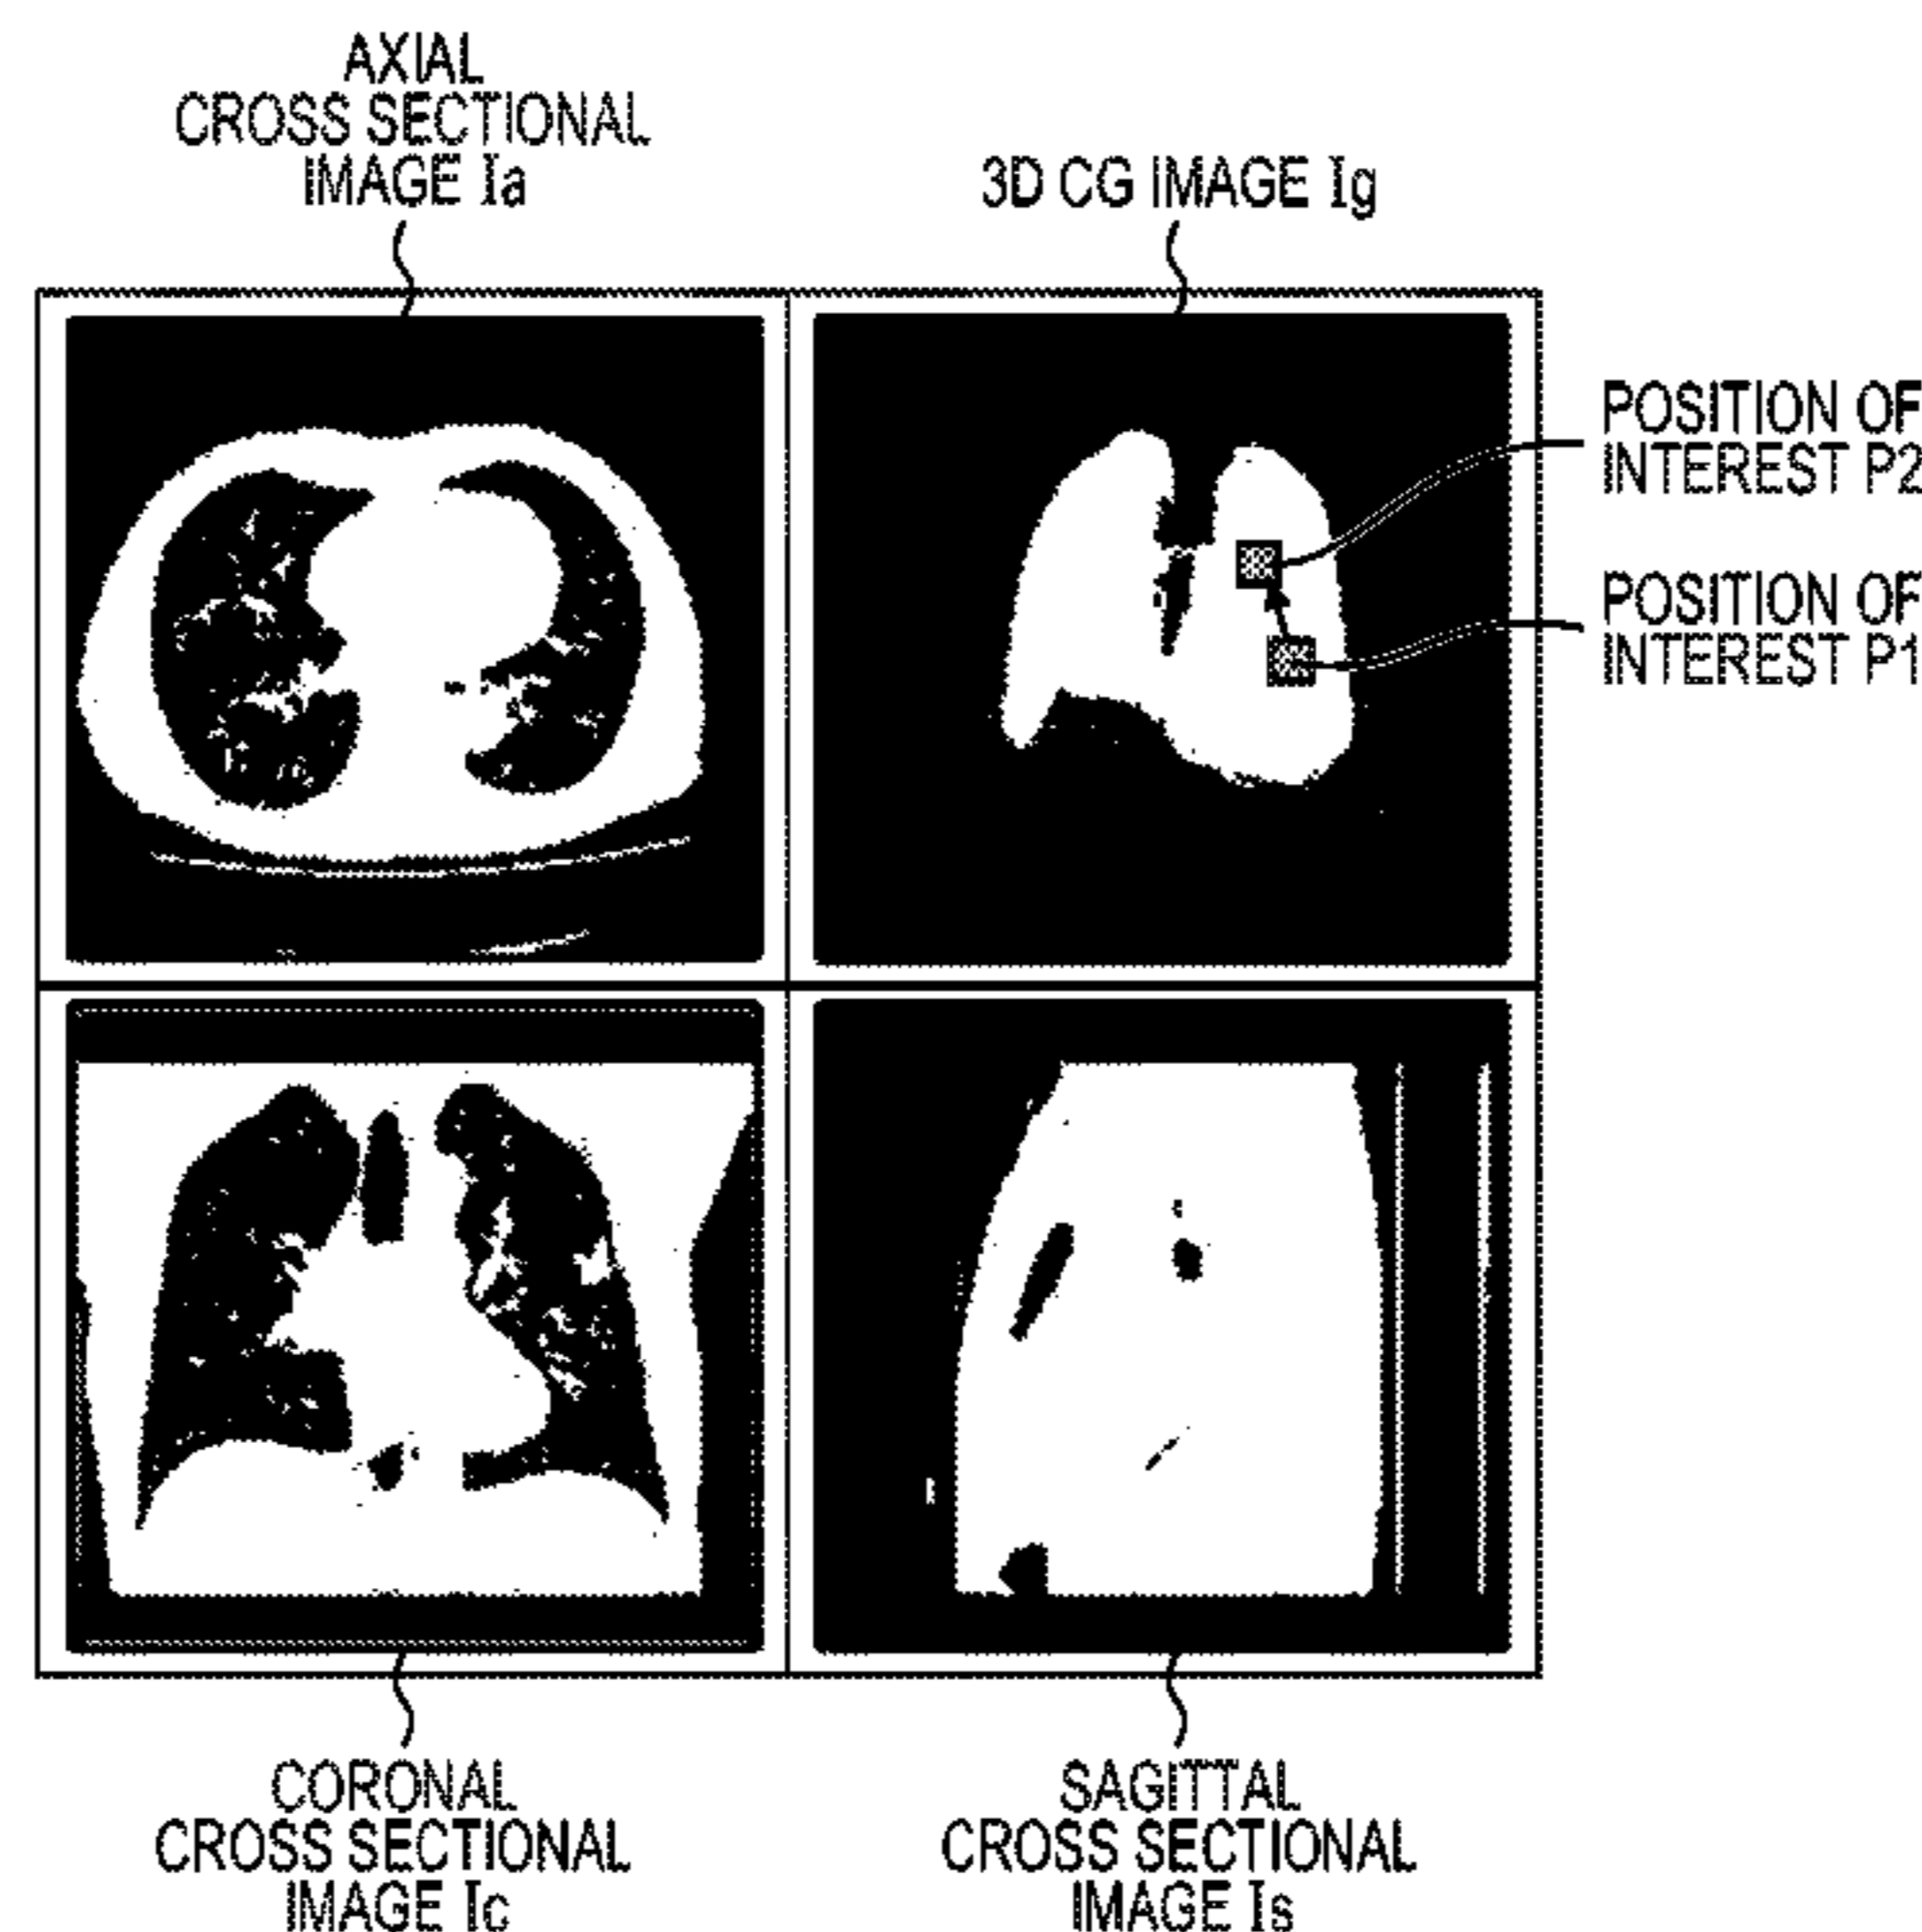 AXIAL
CROSS SECTIONAL
IMAGE Ia
3D CG IMAGE Ig
POSITION OF
INTEREST P2
POSITION OF
INTEREST P1
CORONAL
CROSS SECTIONAL
IMAGE Ic
SAGITTAL
CROSS SECTIONAL
IMAGE Is